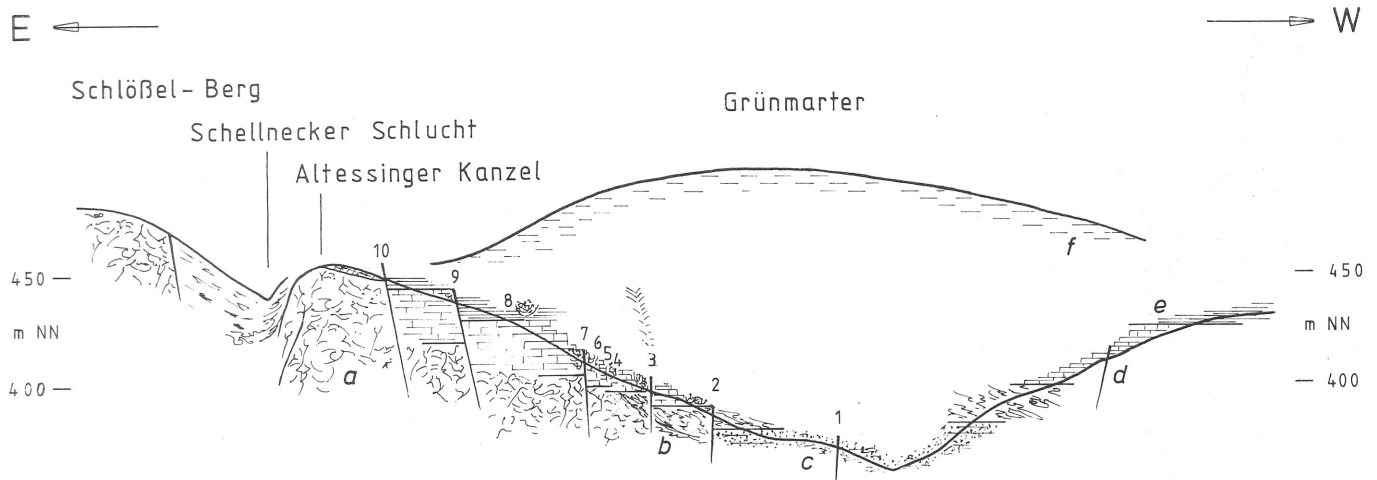 E W
Schlößel-Berg
Grünmarter
Schellnecker Schlucht
Altessinger Kanzel
10
f
450 9 450
8 e
m NN m NN
7 6 5 4 3
a d
400 400
2
1
b c